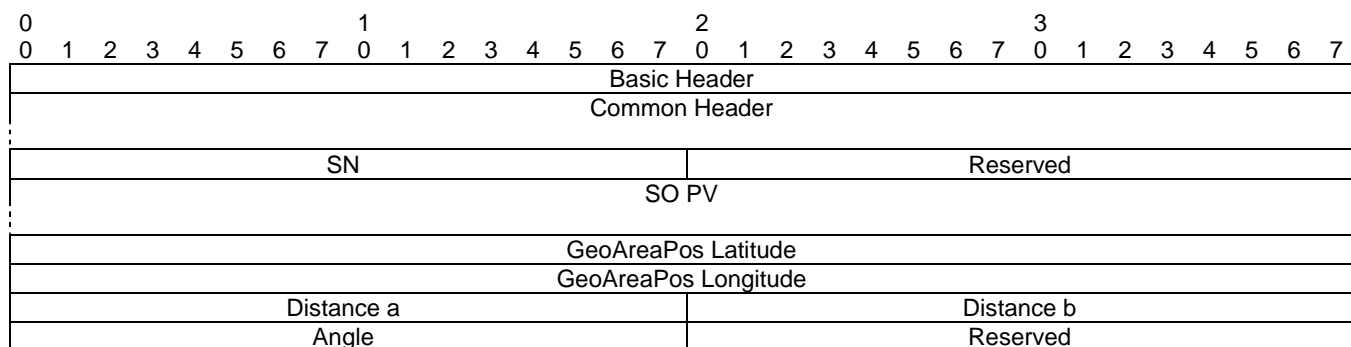 0 1 2 3
0 1 2 3 4 5 6 7 0 1 2 3 4 5 6 7 0 1 2 3 4 5 6 7 0 1 2 3 4 5 6 7
Basic Header
Common Header
SN Reserved
SO PV
GeoAreaPos Latitude
GeoAreaPos Longitude
Distance a Distance b
Angle Reserved